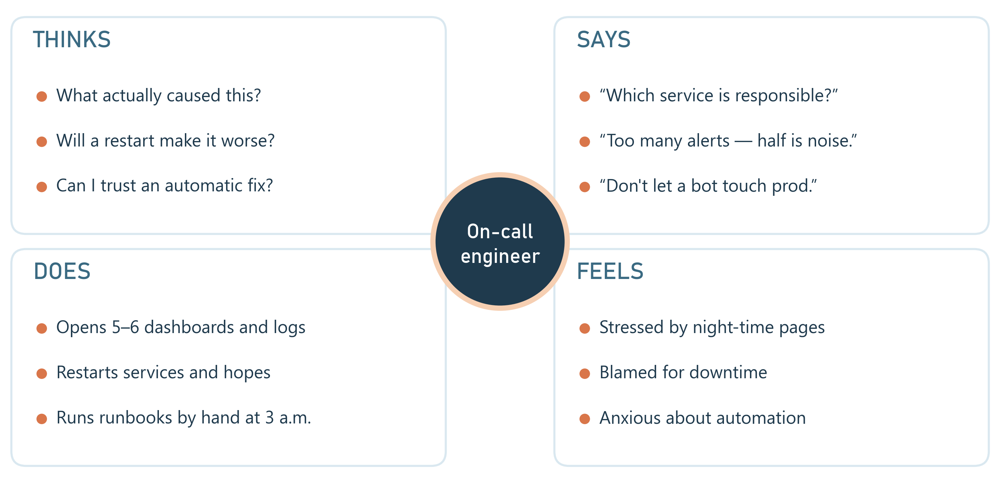 THINKS
What actually caused this?
Will a restart make it worse?
Can I trust an automatic fix?
SAYS
“Which service is responsible?”
“Too many alerts — half is noise.”
“Don't let a bot touch prod.”
On-call
engineer
DOES
Opens 5–6 dashboards and logs
Restarts services and hopes
Runs runbooks by hand at 3 a.m.
FEELS
Stressed by night-time pages
Blamed for downtime
Anxious about automation